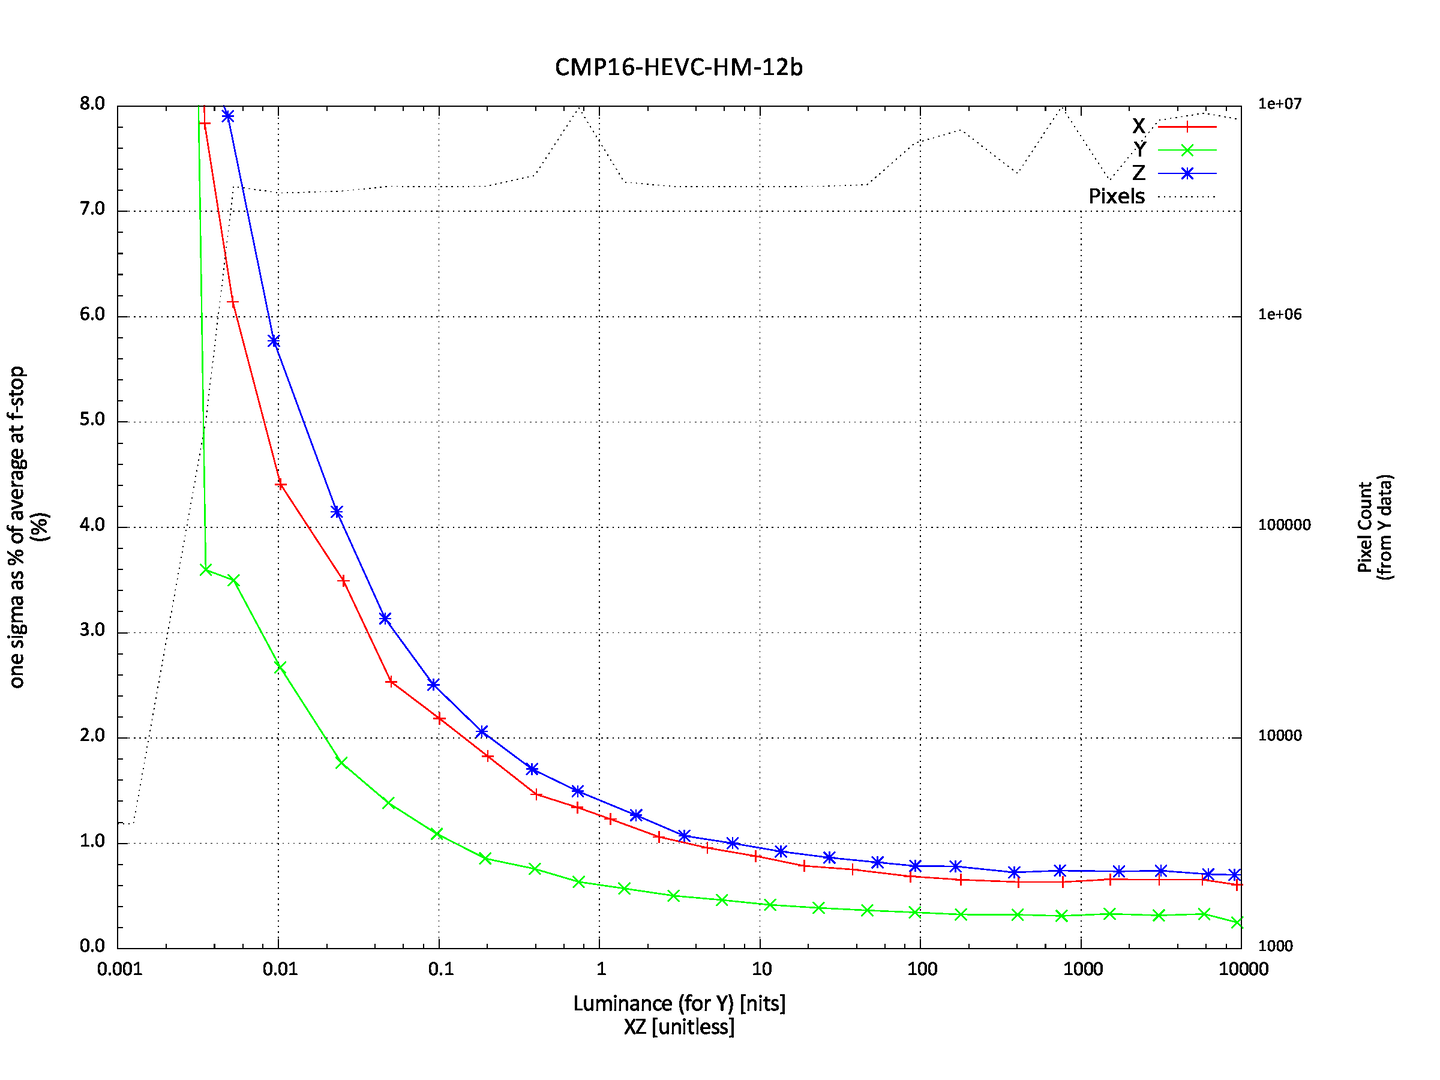 CMP16-HEVC-HM-12b
8.0
7.0
6.0
5.0
4.0
3.0
2.0
1.0
0.0
one sigma as % of average at f-stop
(%)
1e+07
1e+06
100000
10000
1000
Pixel Count
(from Y data)
X
Y
Z
Pixels
0.001 0.01 0.1 1 10 100 1000 10000
Luminance (for Y) [nits]
XZ [unitless]